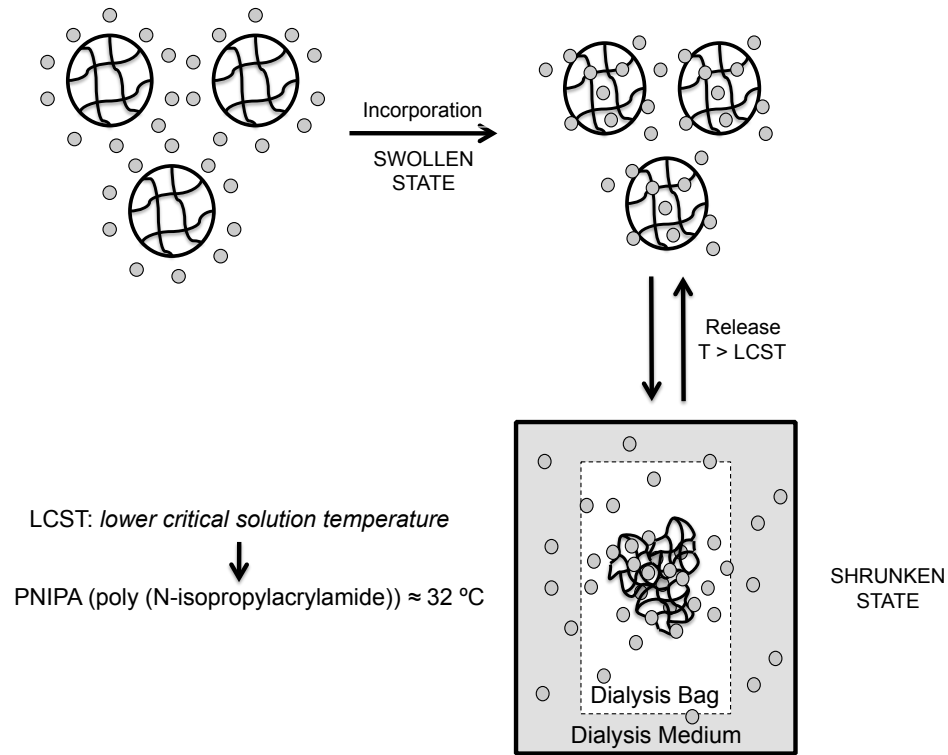 Incorporation
SWOLLEN
STATE
Release
T > LCST
LCST: lower critical solution temperature
PNIPA (poly (N-isopropylacrylamide)) ≈ 32 ºC
SHRUNKEN
STATE
Dialysis Bag
Dialysis Medium